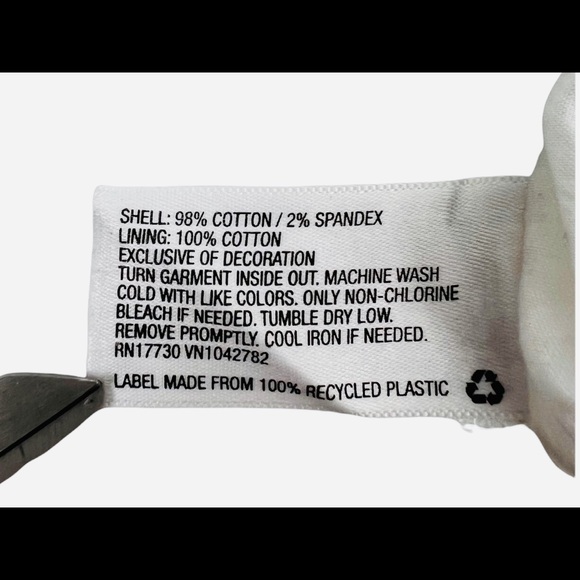 SHELL: 98% COTTON / 2% SPANDEX
LINING: 100% COTTON
EXCLUSIVE OF DECORATION
TURN GARMENT INSIDE OUT. MACHINE WASH
COLD WITH LIKE COLORS. ONLY NON-CHLORINE
BLEACH IF NEEDED. TUMBLE DRY LOW.
REMOVE PROMPTLY. COOL IRON IF NEEDED.
RN17730 VN1042782
LABEL MADE FROM 100% RECYCLED PLASTIC